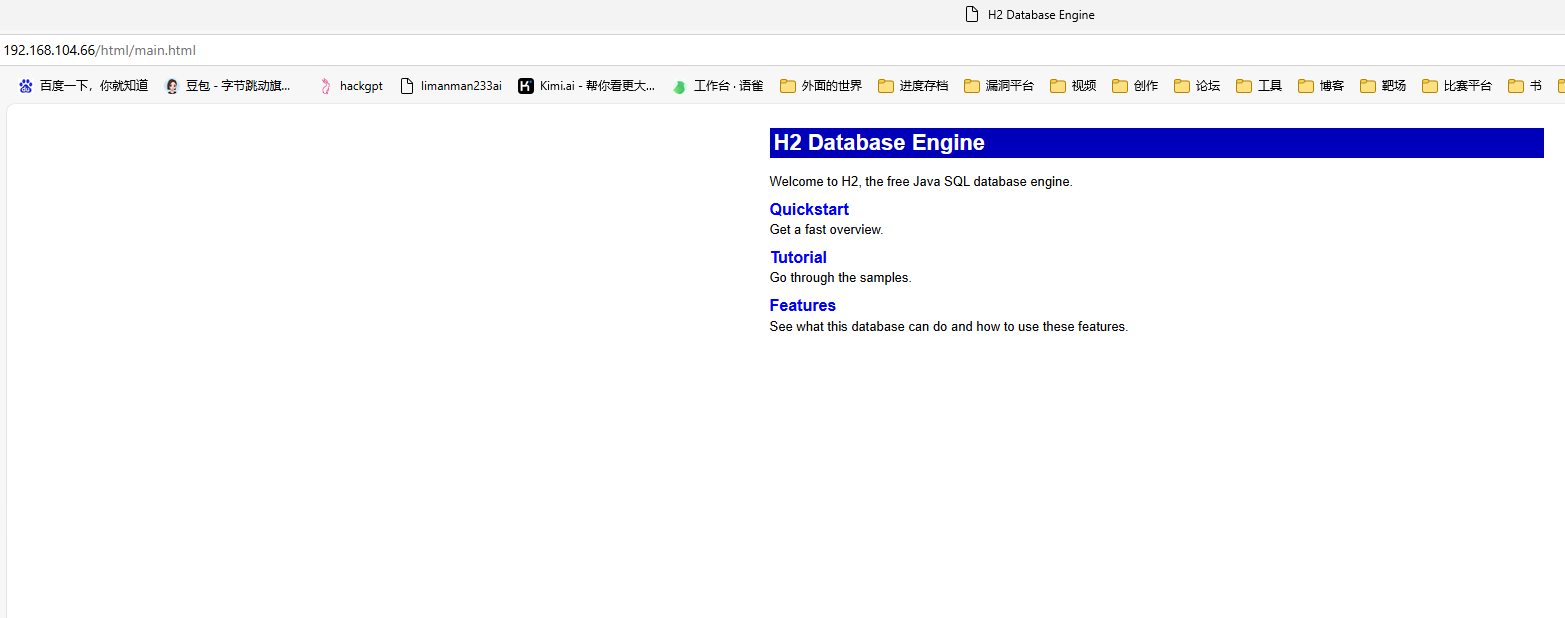 H2 Database Engine
192.168.104.66/html/main.html
百度一下，你就知道 豆包 - 字节跳动旗... hackgpt limanman233ai Kimi.ai - 帮你看更大... 工作台 · 语雀 外面的世界 进度存档 漏洞平台 视频 创作 论坛 工具 博客 靶场 比赛平台 书
H2 Database Engine
Welcome to H2, the free Java SQL database engine.
Quickstart
Get a fast overview.
Tutorial
Go through the samples.
Features
See what this database can do and how to use these features.